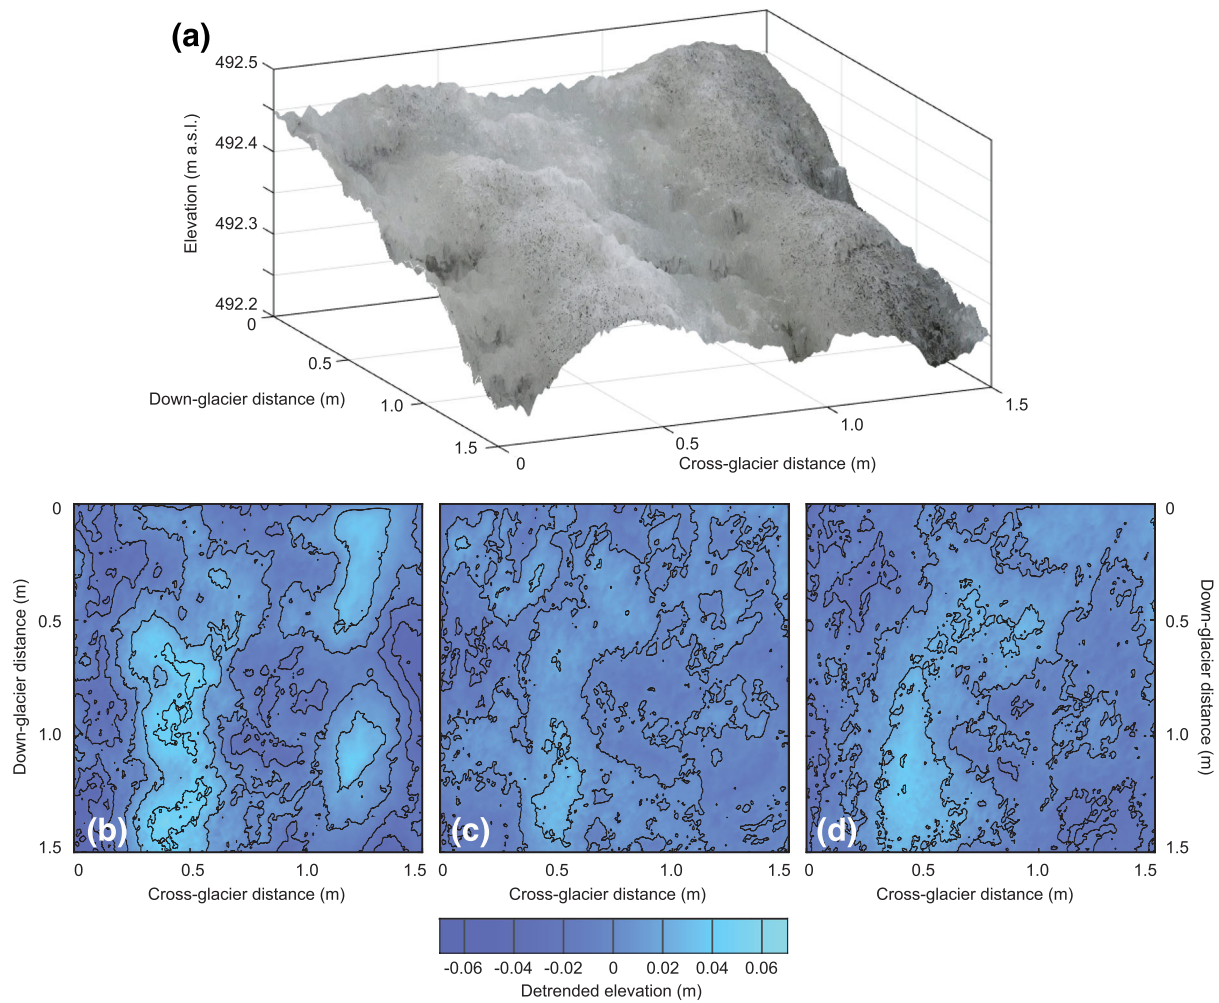 (a)
492.5
492.4
492.3
492.2
Elevation (m a.s.l.)
0
0.5
1.0
1.5
Down-glacier distance (m)
0
0.5
1.0
1.5
Cross-glacier distance (m)
0
0.5
1.0
1.5
Down-glacier distance (m)
(b)
(c)
(d)
0
0.5
1.0
1.5
Down-glacier distance (m)
0 0.5 1.0 1.5
0 0.5 1.0 1.5
0 0.5 1.0 1.5
Cross-glacier distance (m)
Cross-glacier distance (m)
Cross-glacier distance (m)
-0.06 -0.04 -0.02 0 0.02 0.04 0.06
Detrended elevation (m)